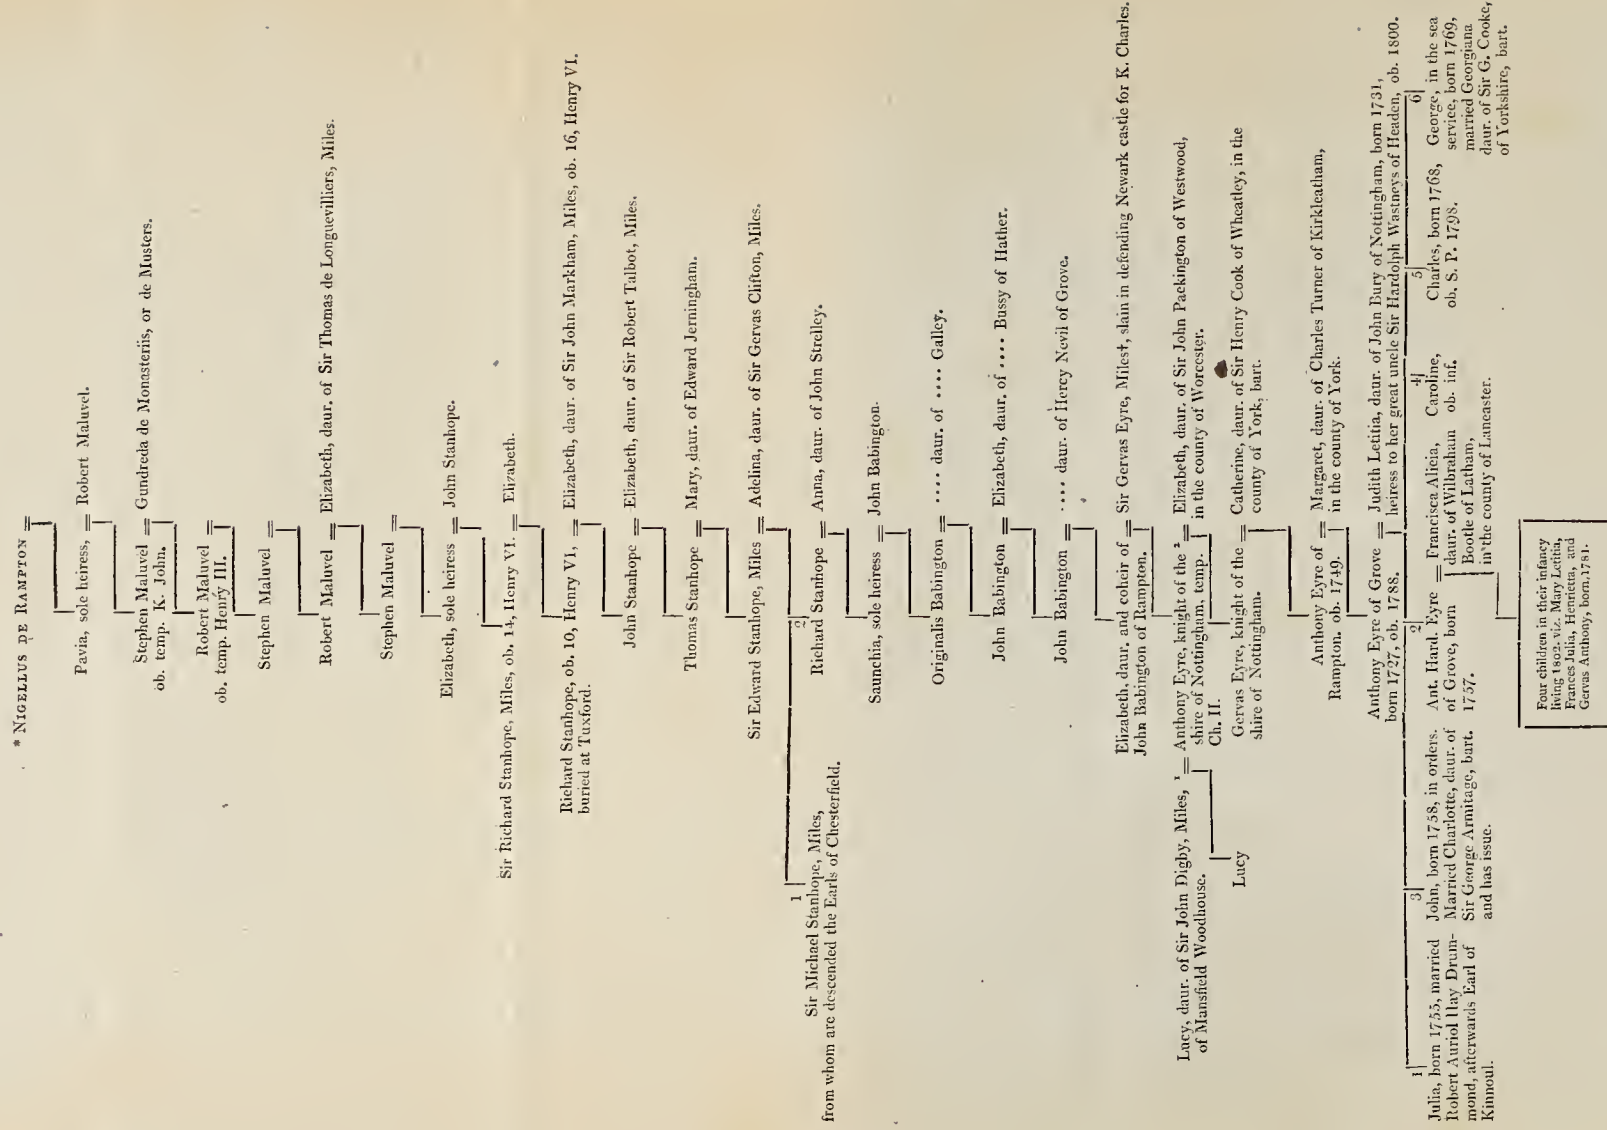 * NIGELLUS DE RAMPTON =
Pavia, sole heiress, = Robert Maluvel.
Stephen Maluvel = Gundreda de Monasteriis, or de Musters.
ob. temp. K. John.
Robert Maluvel =
ob. temp. Henry III.
Stephen Maluvel =
Robert Maluvel = Elizabeth, daur. of Sir Thomas de Longuevilliers, Miles.
Stephen Maluvel =
Elizabeth, sole heiress = John Stanhope.
Sir Richard Stanhope, Miles, ob. 14, Henry VI. = Elizabeth.
Richard Stanhope, ob. 10, Henry VI, = Elizabeth, daur. of Sir John Markham, Miles, ob. 16, Henry VI.
buried at Tuxford.
John Stanhope = Elizabeth, daur. of Sir Robert Talbot, Miles.
Thomas Stanhope = Mary, daur. of Edward Jerningham.
Sir Edward Stanhope, Miles = Adelina, daur. of Sir Gervas Clifton, Miles.
1
2
Sir Michael Stanhope, Miles,
from whom are descended the Earls of Chesterfield.
Richard Stanhope = Anna, daur. of John Strelley.
Saunchia, sole heiress = John Babington.
Originalis Babington = .... daur. of .... Galley.
John Babington = Elizabeth, daur. of .... Bussy of Hather.
John Babington = .... daur. of Hercy Nevil of Grove.
Elizabeth, daur. and coheir of = Sir Gervas Eyre, Miles†, slain in defending Newark castle for K. Charles.
John Babington of Rampton.
Lucy, daur. of Sir John Digby, Miles, 1 = Anthony Eyre, knight of the 2 = Elizabeth, daur. of Sir John Packington of Westwood,
of Mansfield Woodhouse. shire of Nottingham, temp. in the county of Worcester.
Ch. II.
Lucy Gervas Eyre, knight of the = Catherine, daur. of Sir Henry Cook of Wheatley, in the
shire of Nottingham. county of York, bart.
Anthony Eyre of = Margaret, daur. of Charles Turner of Kirkleatham,
Rampton. ob. 1749. in the county of York.
Anthony Eyre of Grove = Judith Letitia, daur. of John Bury of Nottingham, born 1731,
born 1727, ob. 1788. heiress to her great uncle Sir Hardolph Wastneys of Headen, ob. 1800.
1
3
2
4
5
6
Julia, born 1755, married
Robert Auriol Hay Drum-
mond, afterwards Earl of
Kinnoul.
John, born 1758, in orders.
Married Charlotte, daur. of
Sir George Armitage, bart.
and has issue.
Ant. Hard. Eyre = Francisca Alicia,
of Grove, born daur. of Wilbraham
1757. Bootle of Latham,
in the county of Lancaster.
Caroline,
ob. inf.
Charles, born 1768,
ob. S. P. 1798.
George, in the sea
service, born 1769,
married Georgiana
daur. of Sir G. Cooke,
of Yorkshire, bart.
Four children in their infancy
living 1802. viz. Mary Letitia,
Frances Julia, Henrietta, and
Gervas Anthony, born, 1781.